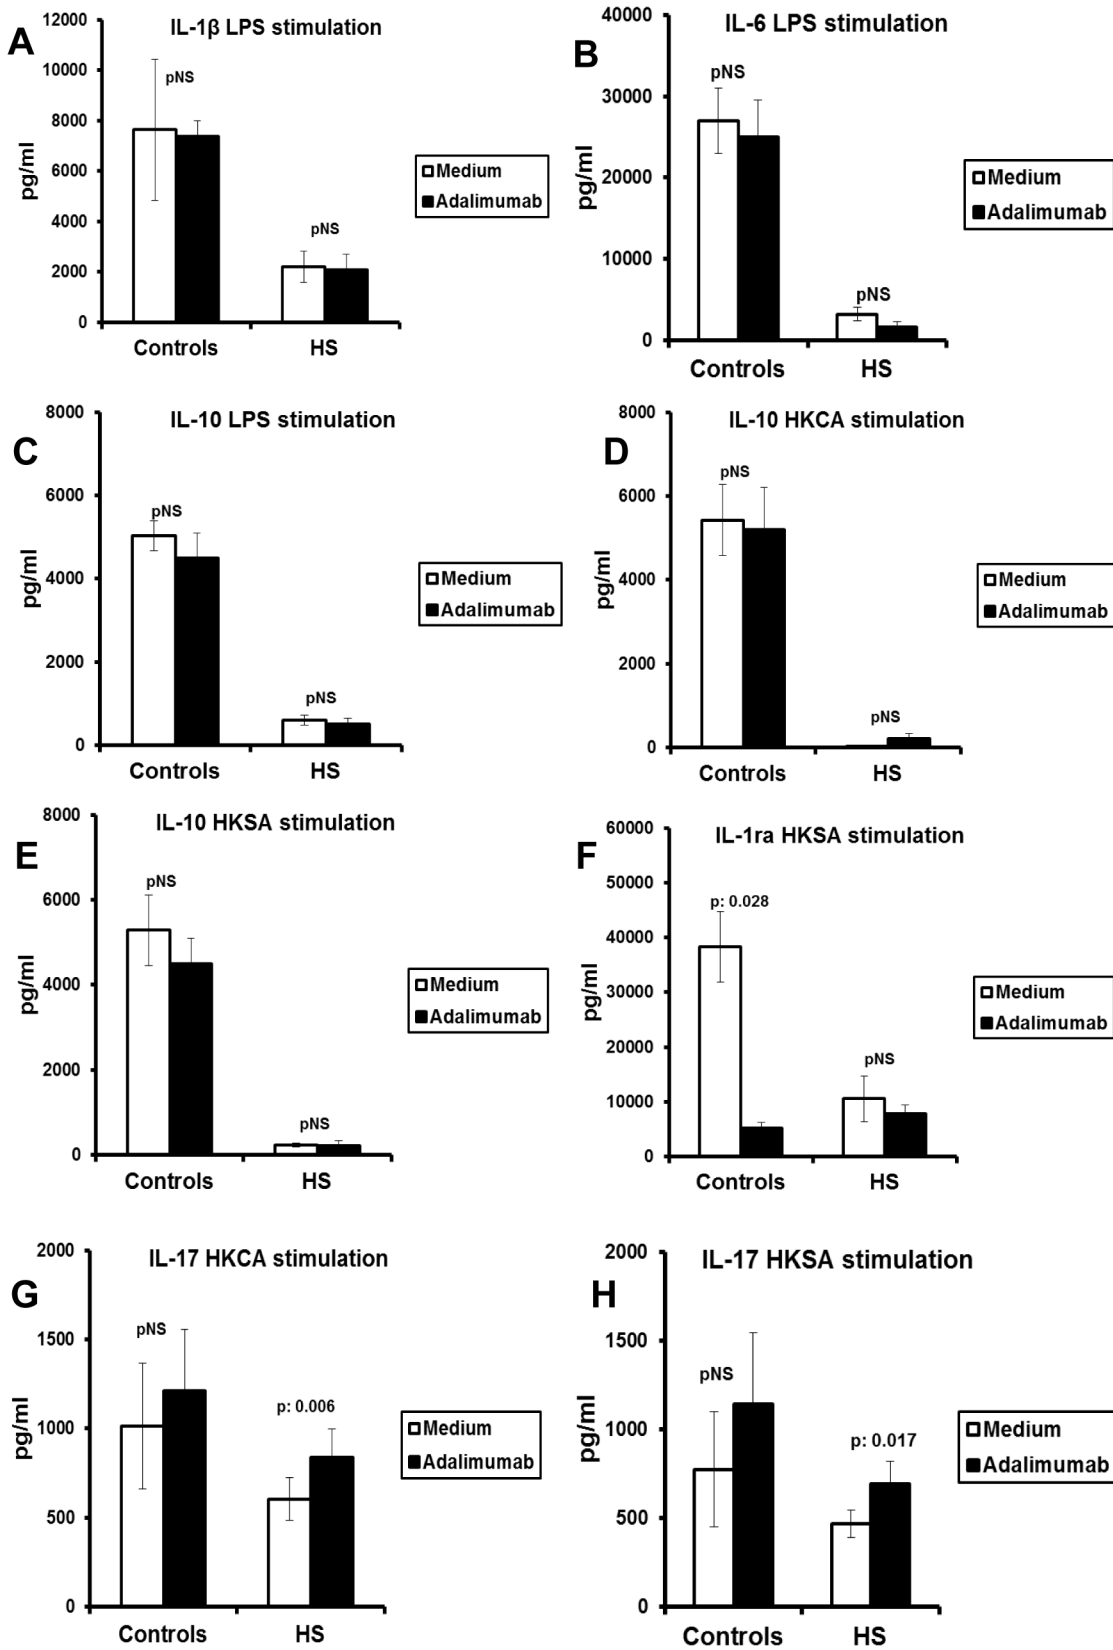 A
IL-1β LPS stimulation
12000
10000
8000
6000
4000
2000
0
pg/ml
pNS
pNS
Controls
HS
Medium
Adalimumab
B
IL-6 LPS stimulation
40000
30000
20000
10000
0
pg/ml
pNS
pNS
Controls
HS
Medium
Adalimumab
C
IL-10 LPS stimulation
8000
6000
4000
2000
0
pg/ml
pNS
pNS
Controls
HS
Medium
Adalimumab
D
IL-10 HKCA stimulation
8000
6000
4000
2000
0
pg/ml
pNS
pNS
Controls
HS
Medium
Adalimumab
E
IL-10 HKSA stimulation
8000
6000
4000
2000
0
pg/ml
pNS
pNS
Controls
HS
Medium
Adalimumab
F
IL-1ra HKSA stimulation
60000
50000
40000
30000
20000
10000
0
pg/ml
p: 0.028
pNS
Controls
HS
Medium
Adalimumab
G
IL-17 HKCA stimulation
2000
1500
1000
500
0
pg/ml
pNS
p: 0.006
Controls
HS
Medium
Adalimumab
H
IL-17 HKSA stimulation
2000
1500
1000
500
0
pg/ml
pNS
p: 0.017
Controls
HS
Medium
Adalimumab